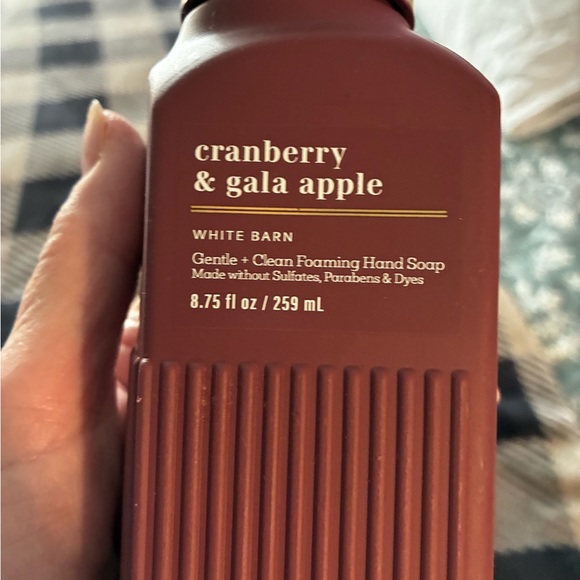 cranberry
& gala apple
WHITE BARN
Gentle + Clean Foaming Hand Soap
Made without Sulfates, Parabens & Dyes
8.75 fl oz / 259 mL